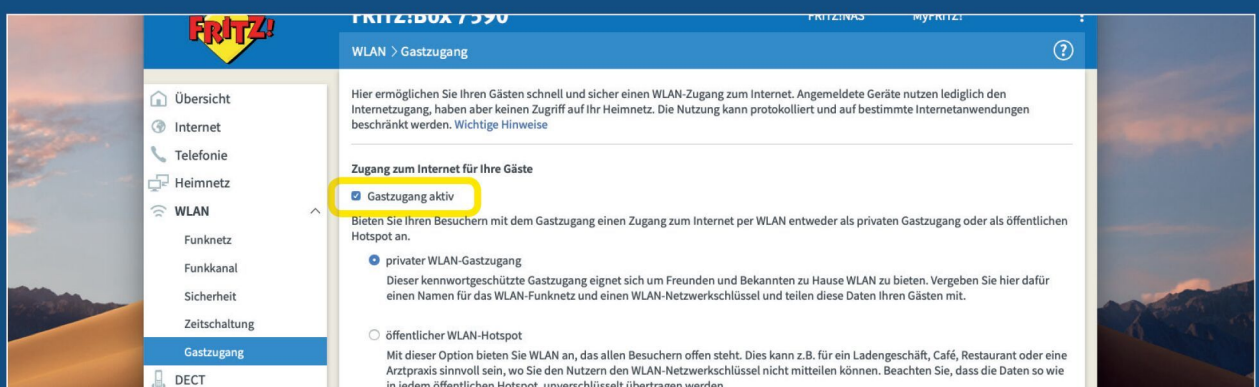 FRITZ!
FRITZ!Box 7590
FRITZ!NAS
MyFRITZ!
WLAN > Gastzugang
?
Übersicht
Internet
Telefonie
Heimnetz
WLAN
Funknetz
Funkkanal
Sicherheit
Zeitschaltung
Gastzugang
DECT
Hier ermöglichen Sie Ihren Gästen schnell und sicher einen WLAN-Zugang zum Internet. Angemeldete Geräte nutzen lediglich den
Internetzugang, haben aber keinen Zugriff auf Ihr Heimnetz. Die Nutzung kann protokolliert und auf bestimmte Internetanwendungen
beschränkt werden. Wichtige Hinweise
Zugang zum Internet für Ihre Gäste
Gastzugang aktiv
Bieten Sie Ihren Besuchern mit dem Gastzugang einen Zugang zum Internet per WLAN entweder als privaten Gastzugang oder als öffentlichen
Hotspot an.
privater WLAN-Gastzugang
Dieser kennwortgeschützte Gastzugang eignet sich um Freunden und Bekannten zu Hause WLAN zu bieten. Vergeben Sie hier dafür
einen Namen für das WLAN-Funknetz und einen WLAN-Netzwerkschlüssel und teilen diese Daten Ihren Gästen mit.
öffentlicher WLAN-Hotspot
Mit dieser Option bieten Sie WLAN an, das allen Besuchern offen steht. Dies kann z.B. für ein Ladengeschäft, Café, Restaurant oder eine
Arztpraxis sinnvoll sein, wo Sie den Nutzern den WLAN-Netzwerkschlüssel nicht mitteilen können. Beachten Sie, dass die Daten so wie
in jedem öffentlichen Hotspot, unverschlüsselt übertragen werden.